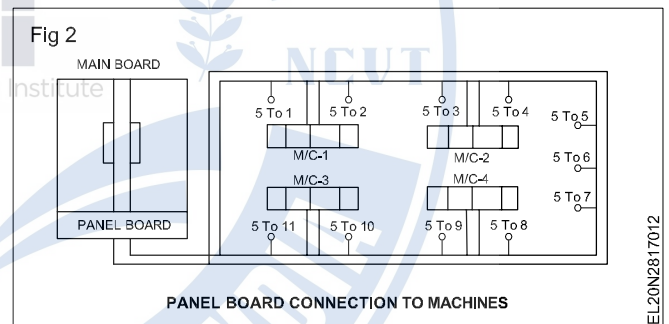 Fig 2
MAIN BOARD
NCVT
Institute
5 To 1
5 To 2
5 To 3
5 To 4
5 To 5
M/C-1
M/C-2
5 To 6
M/C-3
M/C-4
5 To 7
PANEL BOARD
5 To 11
5 To 10
5 To 9
5 To 8
PANEL BOARD CONNECTION TO MACHINES
EL20N2817012